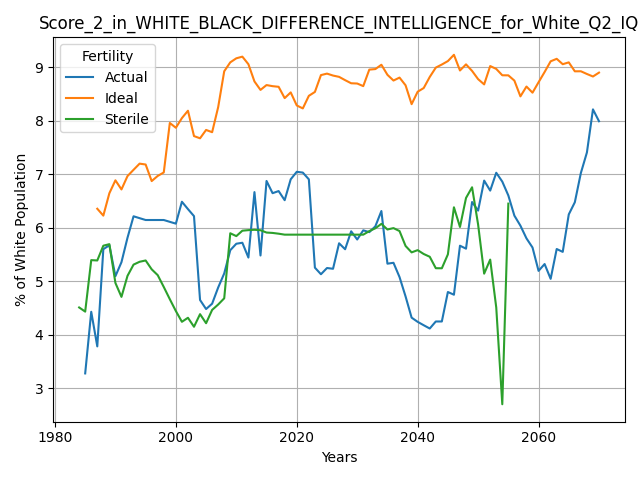 Score_2_in_WHITE_BLACK_DIFFERENCE_INTELLIGENCE_for_White_Q2_IQ
Fertility
Actual
Ideal
Sterile
% of White Population
9
8
7
6
5
4
3
1980
2000
2020
2040
2060
Years